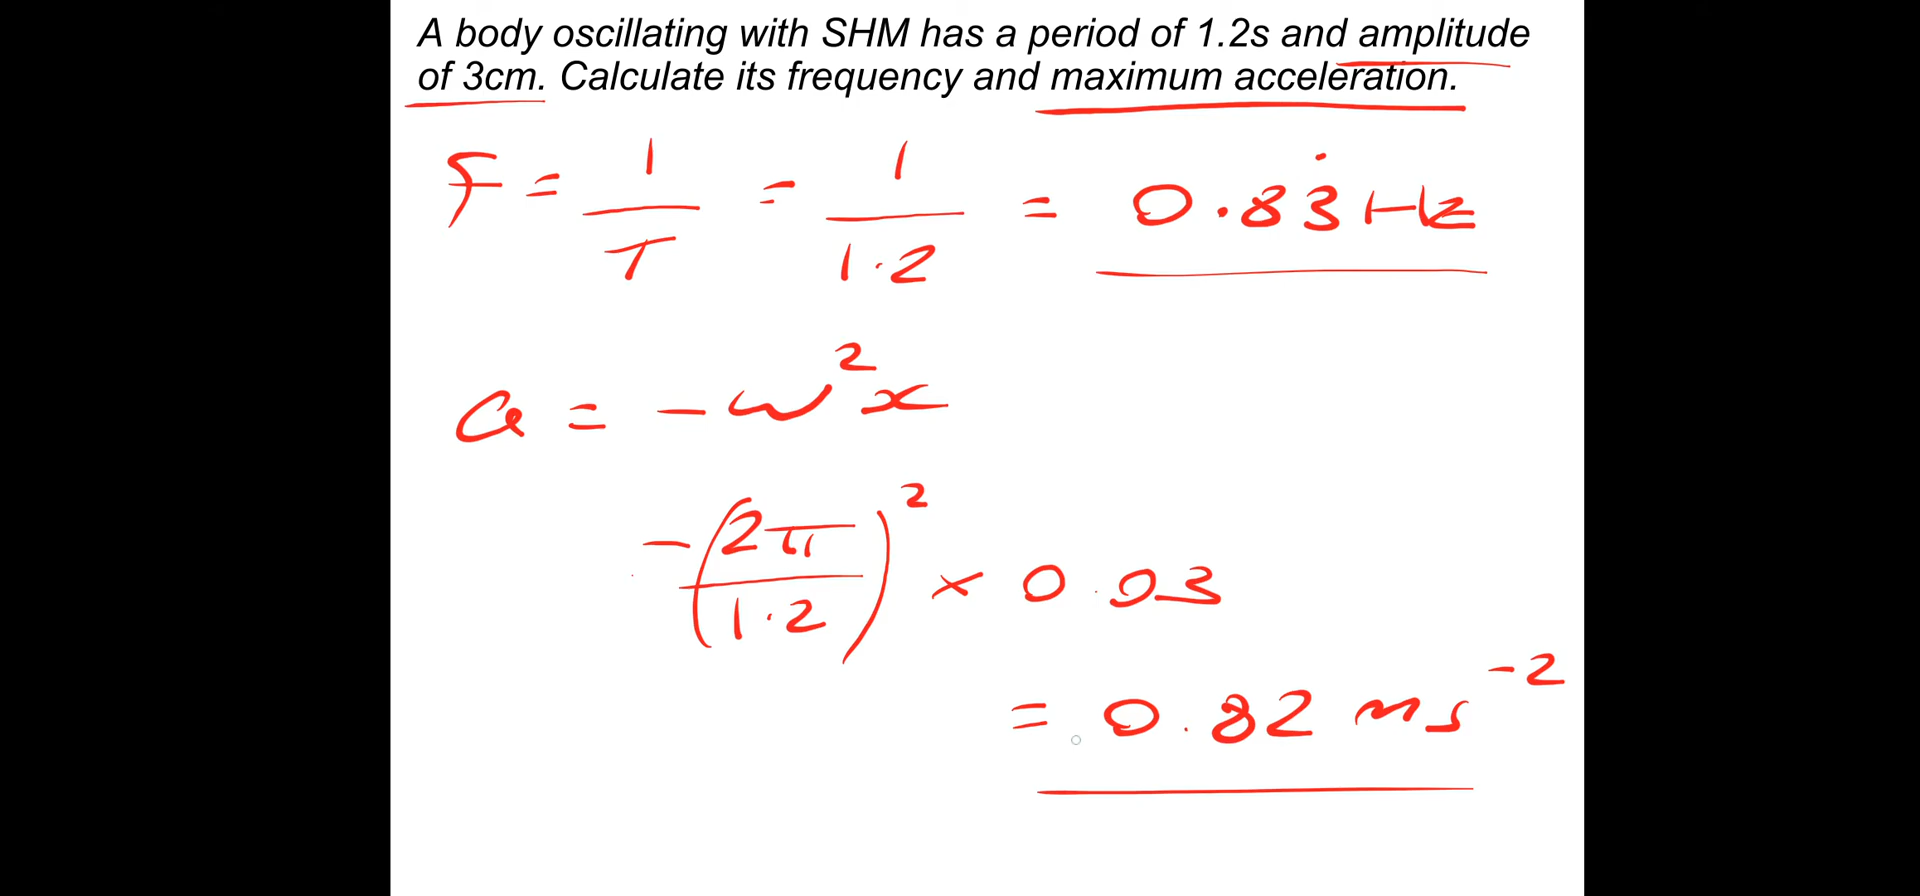 A body oscillating with SHM has a period of 1.2s and amplitude
of 3cm. Calculate its frequency and maximum acceleration.
F = 1/T = 1/1.2 = 0.83̇ Hz
a = -ω²x
-(2π/1.2)² × 0.03
= 0.82 ms⁻²